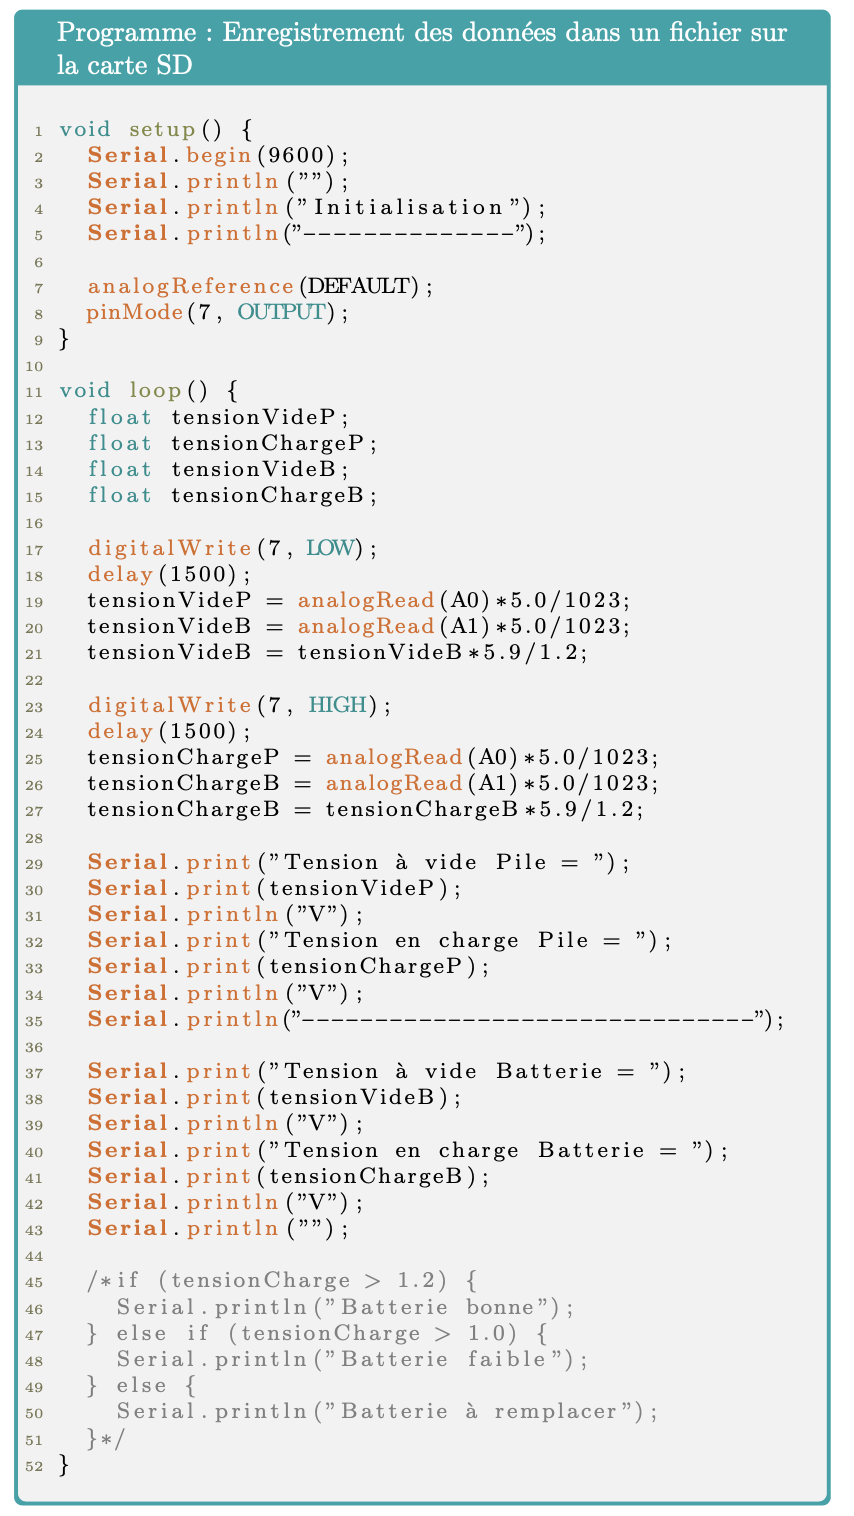 Programme : Enregistrement des données dans un fichier sur
la carte SD
1 void setup() {
2   Serial.begin(9600);
3   Serial.println("");
4   Serial.println("Initialisation");
5   Serial.println("--------------");
6
7   analogReference(DEFAULT);
8   pinMode(7, OUTPUT);
9 }
10
11 void loop() {
12   float tensionVideP;
13   float tensionChargeP;
14   float tensionVideB;
15   float tensionChargeB;
16
17   digitalWrite(7, LOW);
18   delay(1500);
19   tensionVideP = analogRead(A0)*5.0/1023;
20   tensionVideB = analogRead(A1)*5.0/1023;
21   tensionVideB = tensionVideB*5.9/1.2;
22
23   digitalWrite(7, HIGH);
24   delay(1500);
25   tensionChargeP = analogRead(A0)*5.0/1023;
26   tensionChargeB = analogRead(A1)*5.0/1023;
27   tensionChargeB = tensionChargeB*5.9/1.2;
28
29   Serial.print("Tension à vide Pile = ");
30   Serial.print(tensionVideP);
31   Serial.println("V");
32   Serial.print("Tension en charge Pile = ");
33   Serial.print(tensionChargeP);
34   Serial.println("V");
35   Serial.println("------------------------------");
36
37   Serial.print("Tension à vide Batterie = ");
38   Serial.print(tensionVideB);
39   Serial.println("V");
40   Serial.print("Tension en charge Batterie = ");
41   Serial.print(tensionChargeB);
42   Serial.println("V");
43   Serial.println("");
44
45   /*if (tensionCharge > 1.2) {
46     Serial.println("Batterie bonne");
47   } else if (tensionCharge > 1.0) {
48     Serial.println("Batterie faible");
49   } else {
50     Serial.println("Batterie à remplacer");
51   }*/
52 }